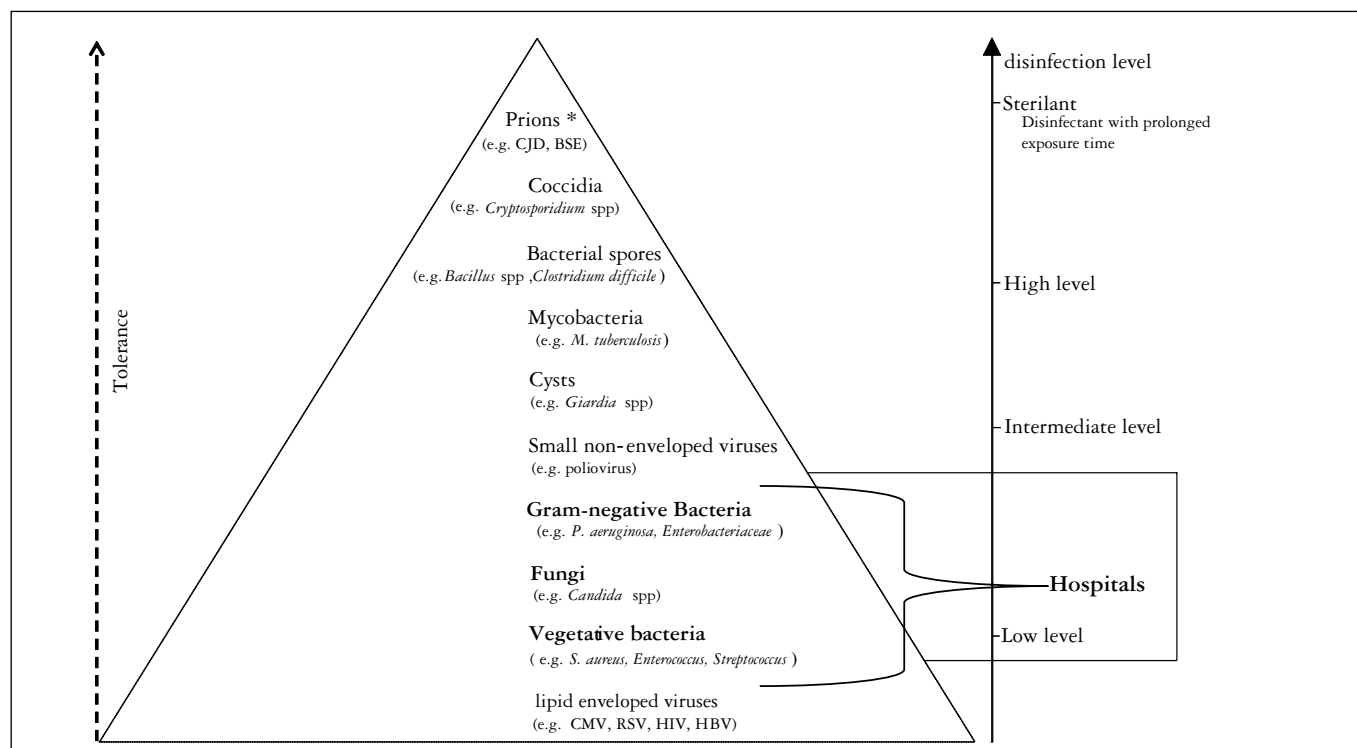 disinfection level
Sterilant
Disinfectant with prolonged
exposure time
Prions *
(e.g. CJD, BSE)
Coccidia
(e.g. Cryptosporidium spp)
Bacterial spores
(e.g. Bacillus spp ,Clostridium difficile )
High level
Tolerance
Mycobacteria
(e.g. M. tuberculosis)
Cysts
(e.g. Giardia spp)
Intermediate level
Small non-enveloped viruses
(e.g. poliovirus)
Gram-negative Bacteria
(e.g. P. aeruginosa, Enterobacteriaceae )
Fungi
(e.g. Candida spp)
Hospitals
Vegetative bacteria
( e.g. S. aureus, Enterococcus, Streptococcus )
Low level
lipid enveloped viruses
(e.g. CMV, RSV, HIV, HBV)